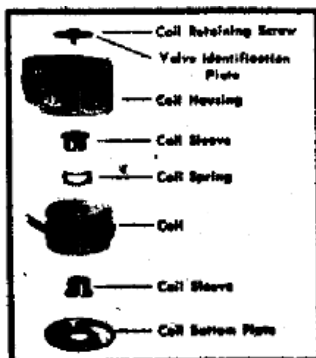 Coil Retaining Screw
Valve Identification
Plate
Coil Housing
Coil Sleeve
Coil Spring
Coil
Coil Sleeve
Coil Bottom Plate